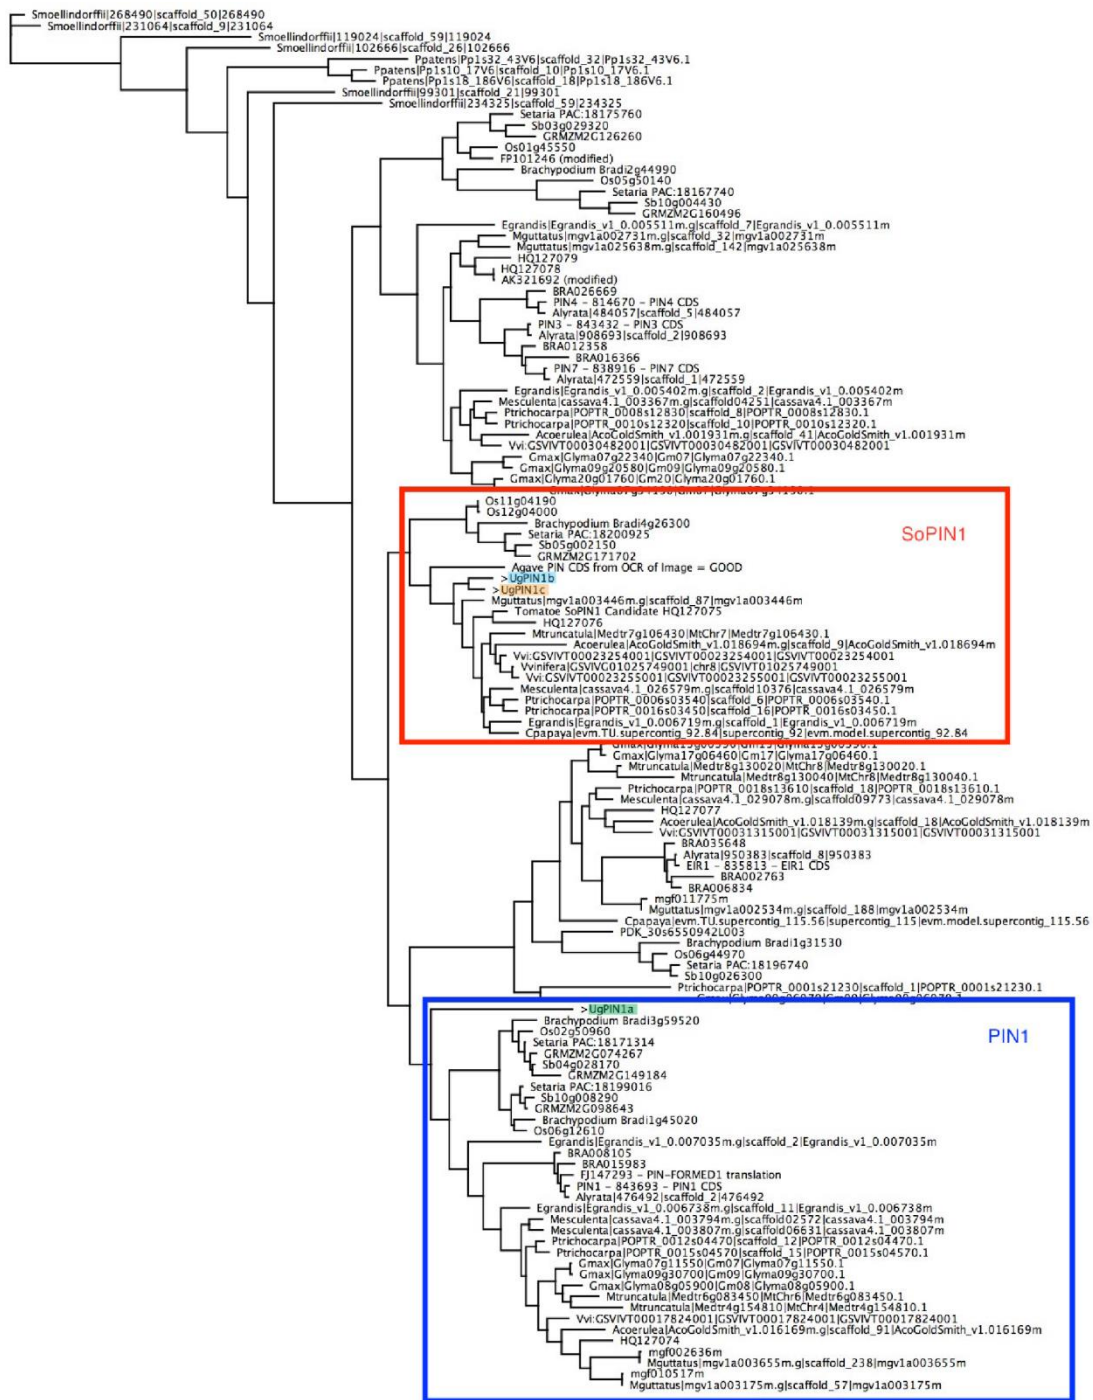 Smoellindorffii|268490|scaffold_50|268490
Smoellindorffii|231064|scaffold_9|231064
Smoellindorffii|119024|scaffold_59|119024
Smoellindorffii|102666|scaffold_26|102666
Ppatens|Pp1s32_43V6|scaffold_32|Pp1s32_43V6.1
Ppatens|Pp1s10_17V6|scaffold_10|Pp1s10_17V6.1
Ppatens|Pp1s18_186V6|scaffold_18|Pp1s18_186V6.1
Smoellindorffii|99301|scaffold_21|99301
Smoellindorffii|234325|scaffold_59|234325
Setaria PAC:18175760
Sb03g029320
GRMZM2G126260
Os01g45550
FP101246 (modified)
Brachypodium Bradi2g44990
Os05g50140
Setaria PAC:18167740
Sb10g004430
GRMZM2G160496
Egrandis|Egrandis_v1_0.005511m.g|scaffold_7|Egrandis_v1_0.005511m
Mguttatus|mgv1a002731m.g|scaffold_32|mgv1a002731m
Mguttatus|mgv1a025638m.g|scaffold_142|mgv1a025638m
HQ127079
HQ127078
AK321692 (modified)
BRA026669
PIN4 - 814670 - PIN4 CDS
Alyrata|484057|scaffold_5|484057
PIN3 - 843432 - PIN3 CDS
Alyrata|908693|scaffold_2|908693
BRA012358
BRA016366
PIN7 - 838916 - PIN7 CDS
Alyrata|472559|scaffold_1|472559
Egrandis|Egrandis_v1_0.005402m.g|scaffold_2|Egrandis_v1_0.005402m
Mesculenta|cassava4.1_003367m.g|scaffold04251|cassava4.1_003367m
Ptrichocarpa|POPTR_0008s12830|scaffold_8|POPTR_0008s12830.1
Ptrichocarpa|POPTR_0010s12320|scaffold_10|POPTR_0010s12320.1
Acoerulea|AcoGoldSmith_v1.001931m.g|scaffold_41|AcoGoldSmith_v1.001931m
Vvi:GSVIVT00030482001|GSVIVT00030482001|GSVIVT00030482001
Gmax|Glyma07g22340|Gm07|Glyma07g22340.1
Gmax|Glyma09g20580|Gm09|Glyma09g20580.1
Gmax|Glyma20g01760|Gm20|Glyma20g01760.1
SoPIN1
Os11g04190
Os12g04000
Brachypodium Bradi4g26300
Setaria PAC:18200925
Sb05g002150
GRMZM2G171702
Agave PIN CDS from OCR of Image = GOOD
>UgPIN1b
>UgPIN1c
Mguttatus|mgv1a003446m.g|scaffold_87|mgv1a003446m
Tomatoe SoPIN1 Candidate HQ127075
HQ127076
Mtruncatula|Medtr7g106430|MtChr7|Medtr7g106430.1
Acoerulea|AcoGoldSmith_v1.018694m.g|scaffold_9|AcoGoldSmith_v1.018694m
Vvi:GSVIVT00023254001|GSVIVT00023254001|GSVIVT00023254001
Vvinifera|GSVIVG01025749001|chr8|GSVIVT01025749001
Vvi:GSVIVT00023255001|GSVIVT00023255001|GSVIVT00023255001
Mesculenta|cassava4.1_026579m.g|scaffold10376|cassava4.1_026579m
Ptrichocarpa|POPTR_0006s03540|scaffold_6|POPTR_0006s03540.1
Ptrichocarpa|POPTR_0016s03450|scaffold_16|POPTR_0016s03450.1
Egrandis|Egrandis_v1_0.006719m.g|scaffold_1|Egrandis_v1_0.006719m
Cpapaya|evm.TU.supercontig_92.84|supercontig_92|evm.model.supercontig_92.84
Gmax|Glyma17g06460|Gm17|Glyma17g06460.1
Mtruncatula|Medtr8g130020|MtChr8|Medtr8g130020.1
Mtruncatula|Medtr8g130040|MtChr8|Medtr8g130040.1
Ptrichocarpa|POPTR_0018s13610|scaffold_18|POPTR_0018s13610.1
Mesculenta|cassava4.1_029078m.g|scaffold09773|cassava4.1_029078m
HQ127077
Acoerulea|AcoGoldSmith_v1.018139m.g|scaffold_18|AcoGoldSmith_v1.018139m
Vvi:GSVIVT00031315001|GSVIVT00031315001|GSVIVT00031315001
BRA035648
Alyrata|950383|scaffold_8|950383
EIR1 - 835813 - EIR1 CDS
BRA002763
BRA006834
mgf011775m
Mguttatus|mgv1a002534m.g|scaffold_188|mgv1a002534m
Cpapaya|evm.TU.supercontig_115.56|supercontig_115|evm.model.supercontig_115.56
PDK_30s6550942L003
Brachypodium Bradi1g31530
Os06g44970
Setaria PAC:18196740
Sb10g026300
Ptrichocarpa|POPTR_0001s21230|scaffold_1|POPTR_0001s21230.1
>UgPIN1a
PIN1
Brachypodium Bradi3g59520
Os02g50960
Setaria PAC:18171314
GRMZM2G074267
Sb04g028170
GRMZM2G149184
Setaria PAC:18199016
Sb10g008290
GRMZM2G098643
Brachypodium Bradi1g45020
Os06g12610
Egrandis|Egrandis_v1_0.007035m.g|scaffold_2|Egrandis_v1_0.007035m
BRA008105
BRA015983
FJ147293 - PIN-FORMED1 translation
PIN1 - 843693 - PIN1 CDS
Alyrata|476492|scaffold_2|476492
Egrandis|Egrandis_v1_0.006738m.g|scaffold_11|Egrandis_v1_0.006738m
Mesculenta|cassava4.1_003794m.g|scaffold02572|cassava4.1_003794m
Mesculenta|cassava4.1_003807m.g|scaffold06631|cassava4.1_003807m
Ptrichocarpa|POPTR_0012s04470|scaffold_12|POPTR_0012s04470.1
Ptrichocarpa|POPTR_0015s04570|scaffold_15|POPTR_0015s04570.1
Gmax|Glyma07g11550|Gm07|Glyma07g11550.1
Gmax|Glyma09g30700|Gm09|Glyma09g30700.1
Gmax|Glyma08g05900|Gm08|Glyma08g05900.1
Mtruncatula|Medtr6g083450|MtChr6|Medtr6g083450.1
Mtruncatula|Medtr4g154810|MtChr4|Medtr4g154810.1
Vvi:GSVIVT00017824001|GSVIVT00017824001|GSVIVT00017824001
Acoerulea|AcoGoldSmith_v1.016169m.g|scaffold_91|AcoGoldSmith_v1.016169m
HQ127074
mgf002636m
Mguttatus|mgv1a003655m.g|scaffold_238|mgv1a003655m
mgf010517m
Mguttatus|mgv1a003175m.g|scaffold_57|mgv1a003175m